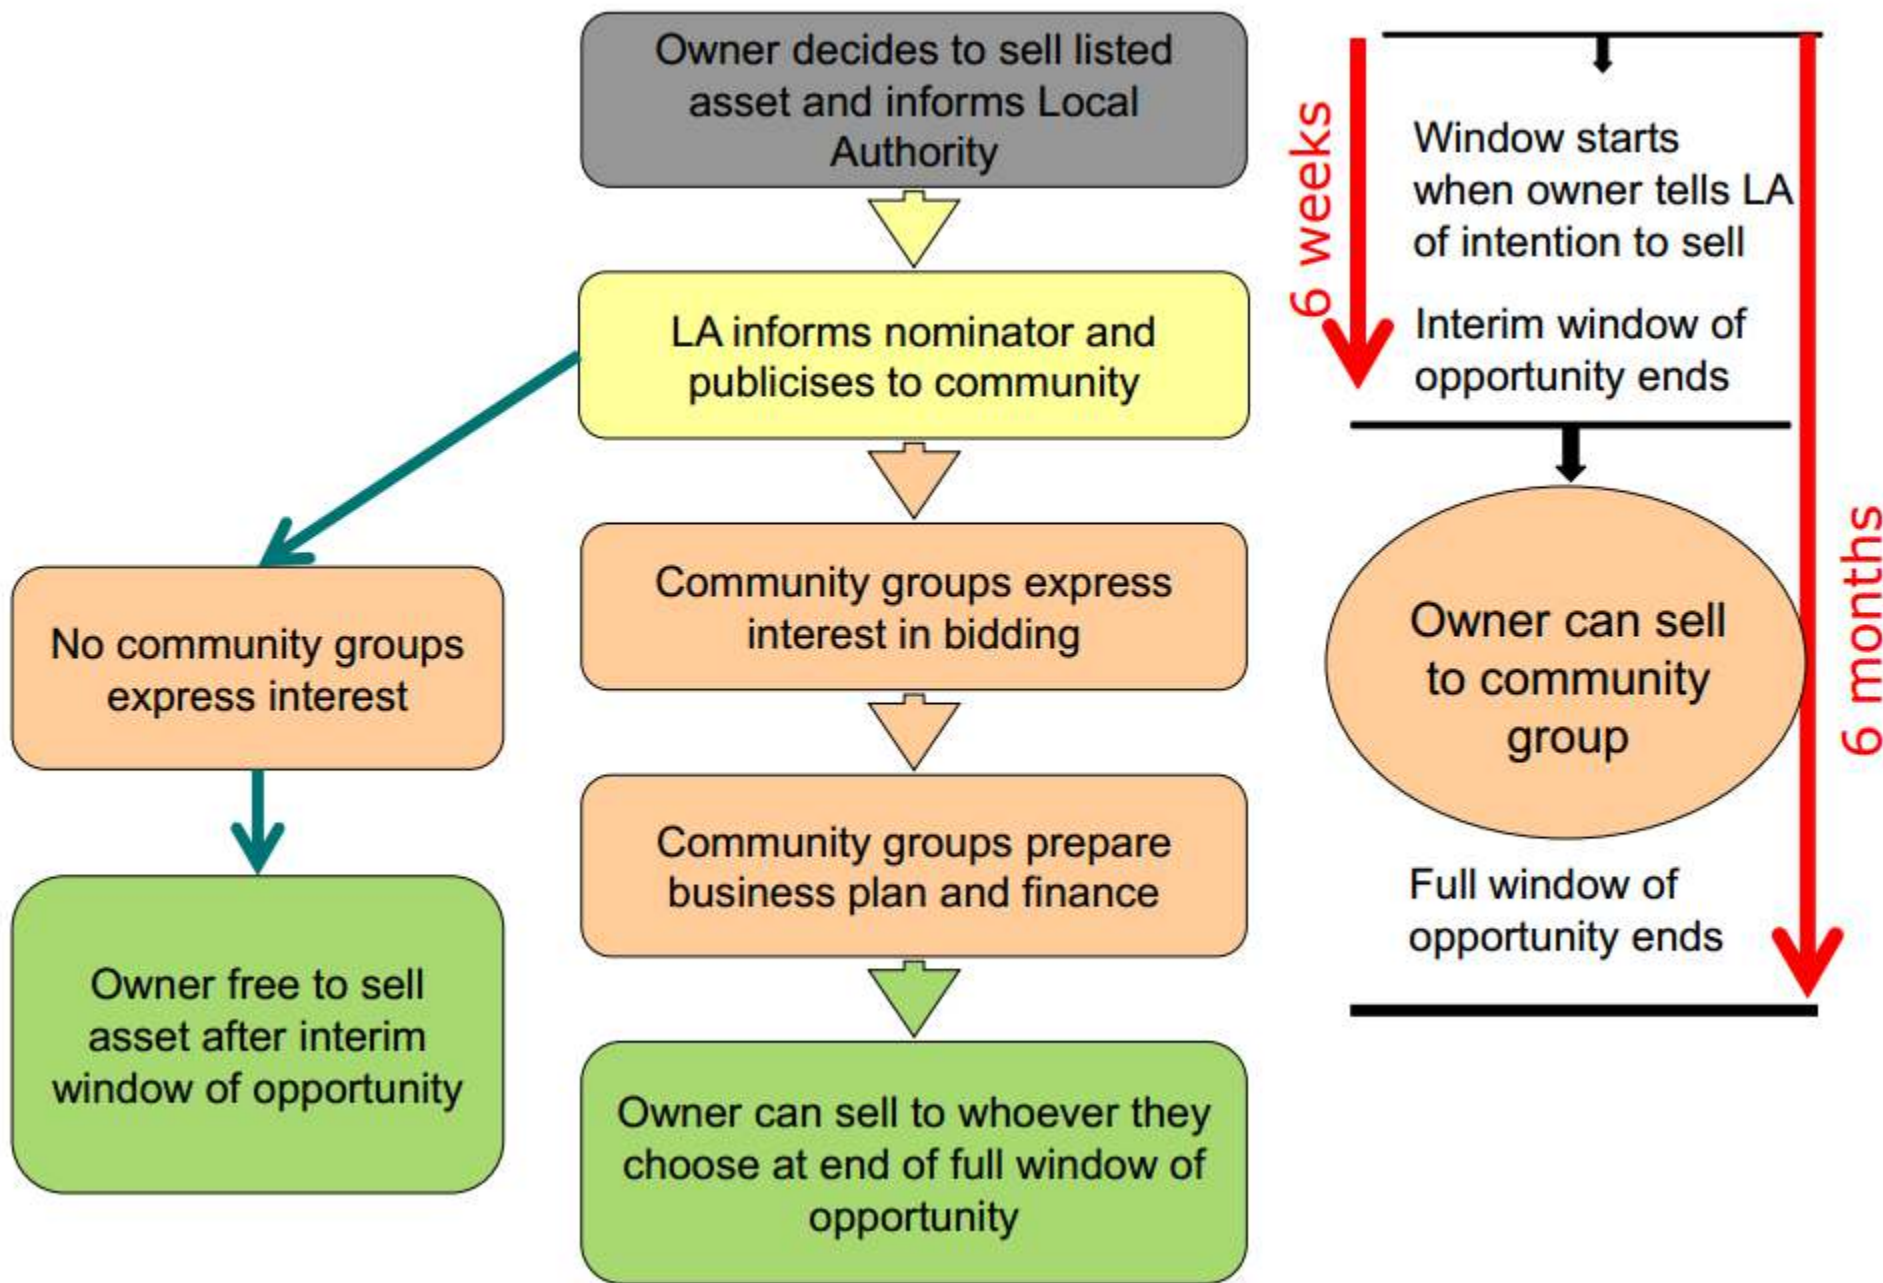 Owner decides to sell listed
asset and informs Local
Authority
LA informs nominator and
publicises to community
Community groups express
interest in bidding
Community groups prepare
business plan and finance
Owner can sell to whoever they
choose at end of full window of
opportunity
No community groups
express interest
Owner free to sell
asset after interim
window of opportunity
6 weeks
Window starts
when owner tells LA
of intention to sell
Interim window of
opportunity ends
Owner can sell
to community
group
Full window of
opportunity ends
6 months